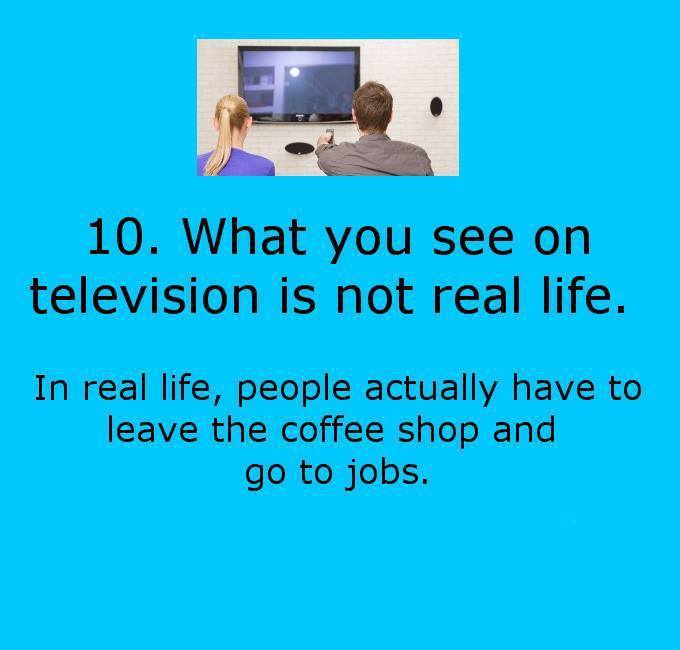 10. What you see on
television is not real life.
In real life, people actually have to
leave the coffee shop and
go to jobs.